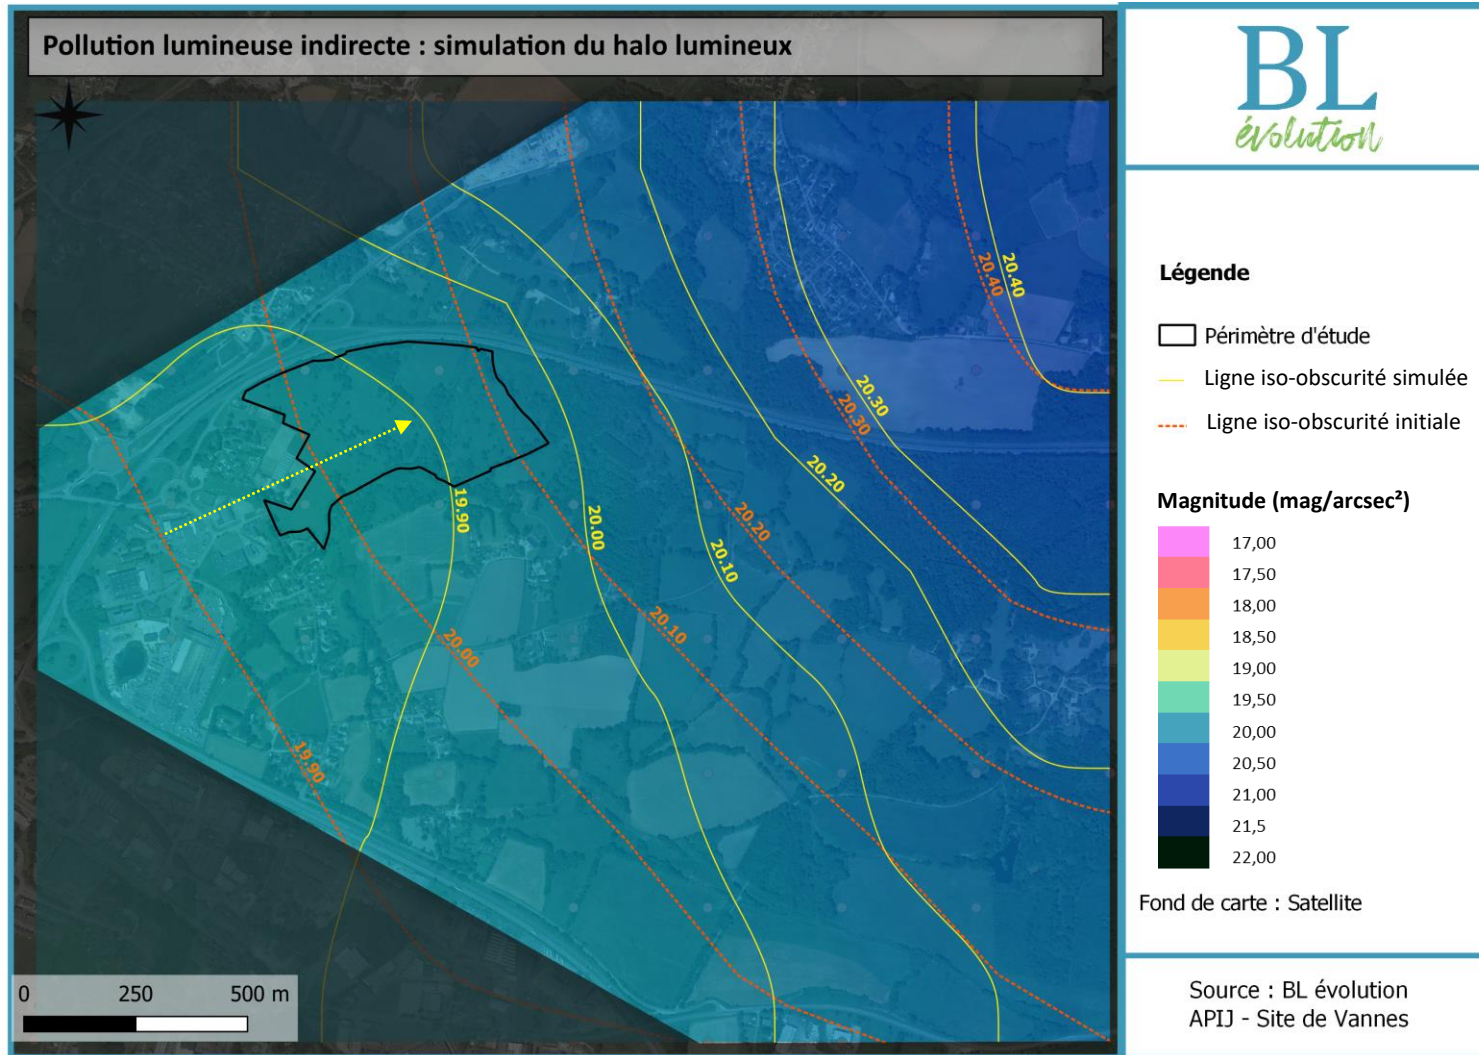 Pollution lumineuse indirecte : simulation du halo lumineux
BL
évolution
Légende
Périmètre d'étude
Ligne iso-obscurité simulée
Ligne iso-obscurité initiale
Magnitude (mag/arcsec²)
17,00
17,50
18,00
18,50
19,00
19,50
20,00
20,50
21,00
21,5
22,00
Fond de carte : Satellite
Source : BL évolution
APIJ - Site de Vannes
20.40
20.40
20.30
20.30
20.20
20.20
20.10
20.10
20.00
20.00
19.90
19.90
0 250 500 m